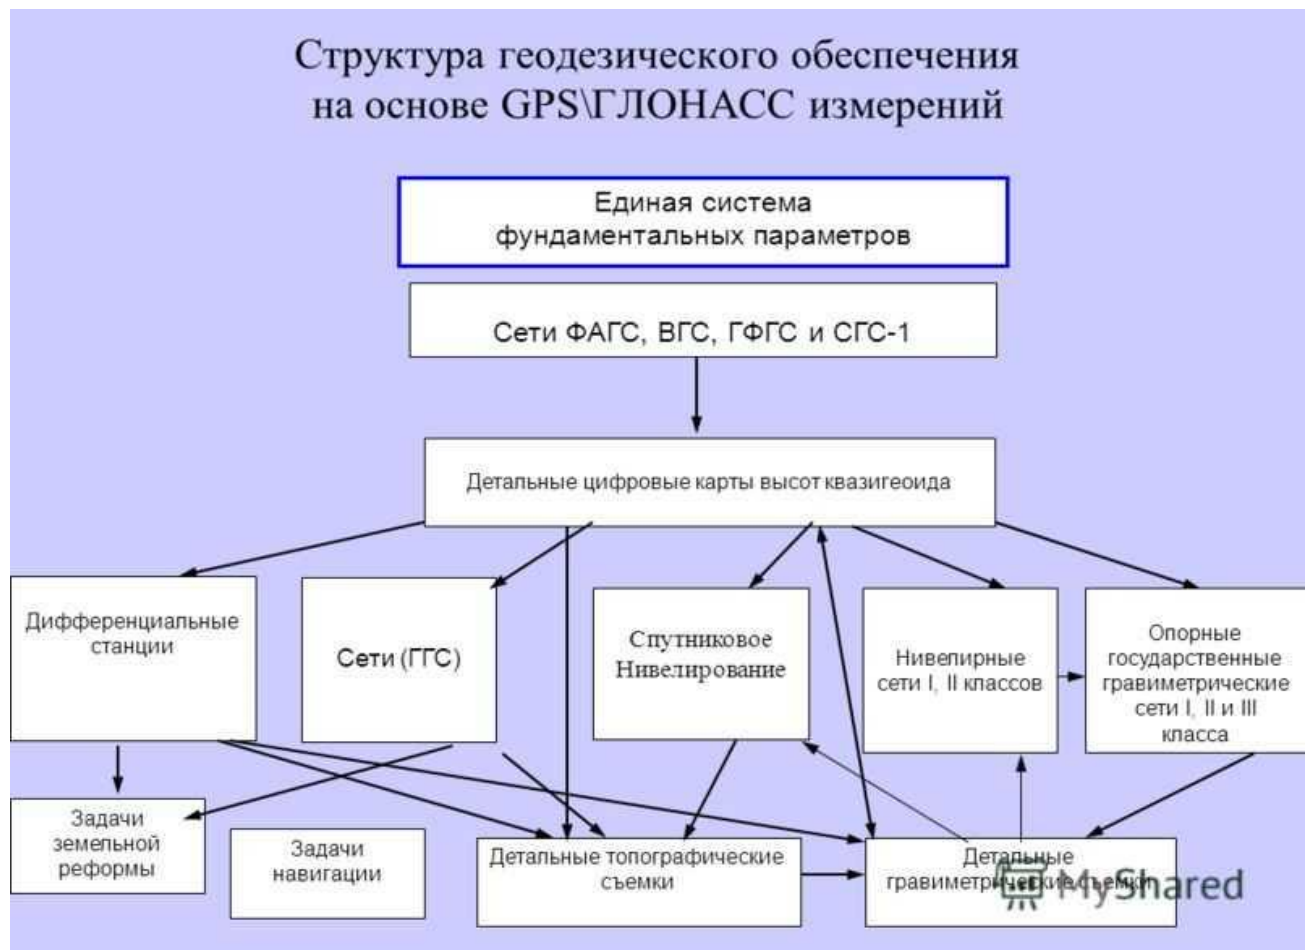 Структура геодезического обеспечения
на основе GPS\ГЛОНАСС измерений
Единая система
фундаментальных параметров
Сети ФАГС, ВГС, ГФГС и СГС-1
Детальные цифровые карты высот квазигеоида
Дифференциальные
станции
Сети (ГГС)
Спутниковое
Нивелирование
Нивелирные
сети I, II классов
Опорные
государственные
гравиметрические
сети I, II и III
класса
Задачи
земельной
реформы
Задачи
навигации
Детальные топографические
съемки
Детальные
гравиметрические съемки
MyShared